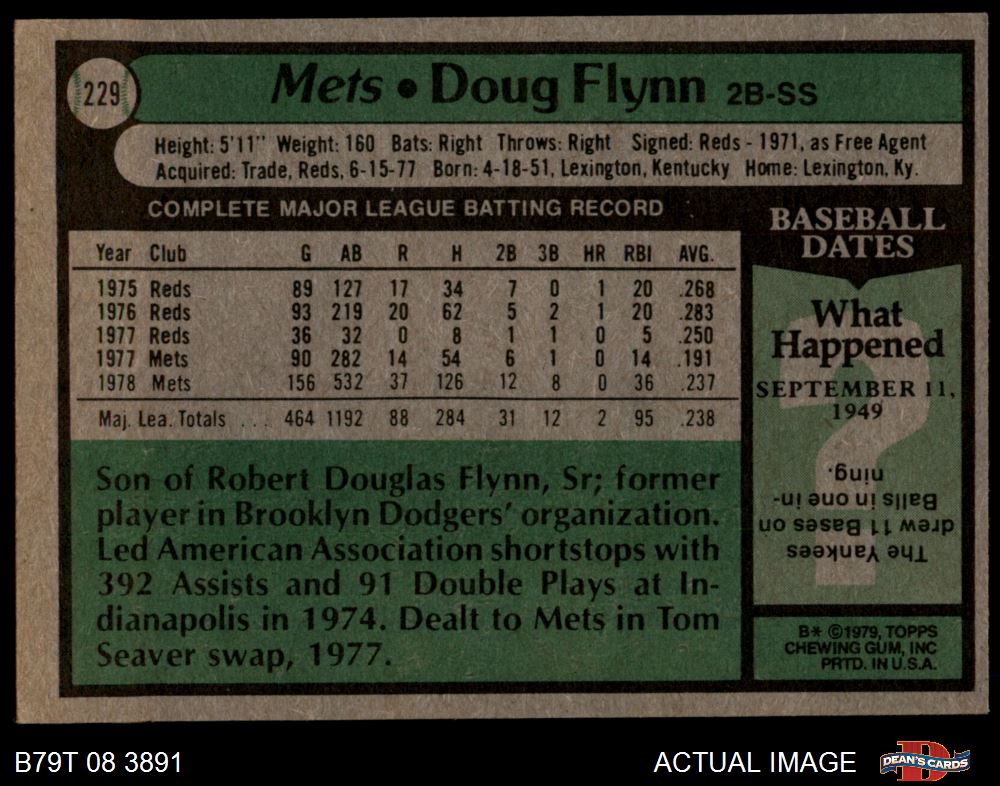 229
Mets • Doug Flynn 2B-SS
Height: 5'11" Weight: 160 Bats: Right Throws: Right Signed: Reds - 1971, as Free Agent
Acquired: Trade, Reds, 6-15-77 Born: 4-18-51, Lexington, Kentucky Home: Lexington, Ky.
COMPLETE MAJOR LEAGUE BATTING RECORD
Year Club G AB R H 2B 3B HR RBI AVG.
1975 Reds 89 127 17 34 7 0 1 20 .268
1976 Reds 93 219 20 62 5 2 1 20 .283
1977 Reds 36 32 0 8 1 1 0 5 .250
1977 Mets 90 282 14 54 6 1 0 14 .191
1978 Mets 156 532 37 126 12 8 0 36 .237
Maj. Lea. Totals . . . 464 1192 88 284 31 12 2 95 .238
Son of Robert Douglas Flynn, Sr; former
player in Brooklyn Dodgers' organization.
Led American Association shortstops with
392 Assists and 91 Double Plays at In-
dianapolis in 1974. Dealt to Mets in Tom
Seaver swap, 1977.
BASEBALL
DATES
What
Happened
SEPTEMBER 11,
1949
?
The Yankees
drew 11 Bases on
Balls in one in-
ning.
B* ©1979, TOPPS
CHEWING GUM, INC
PRTD. IN U.S.A.
B79T 08 3891
ACTUAL IMAGE
D
DEAN'S CARDS